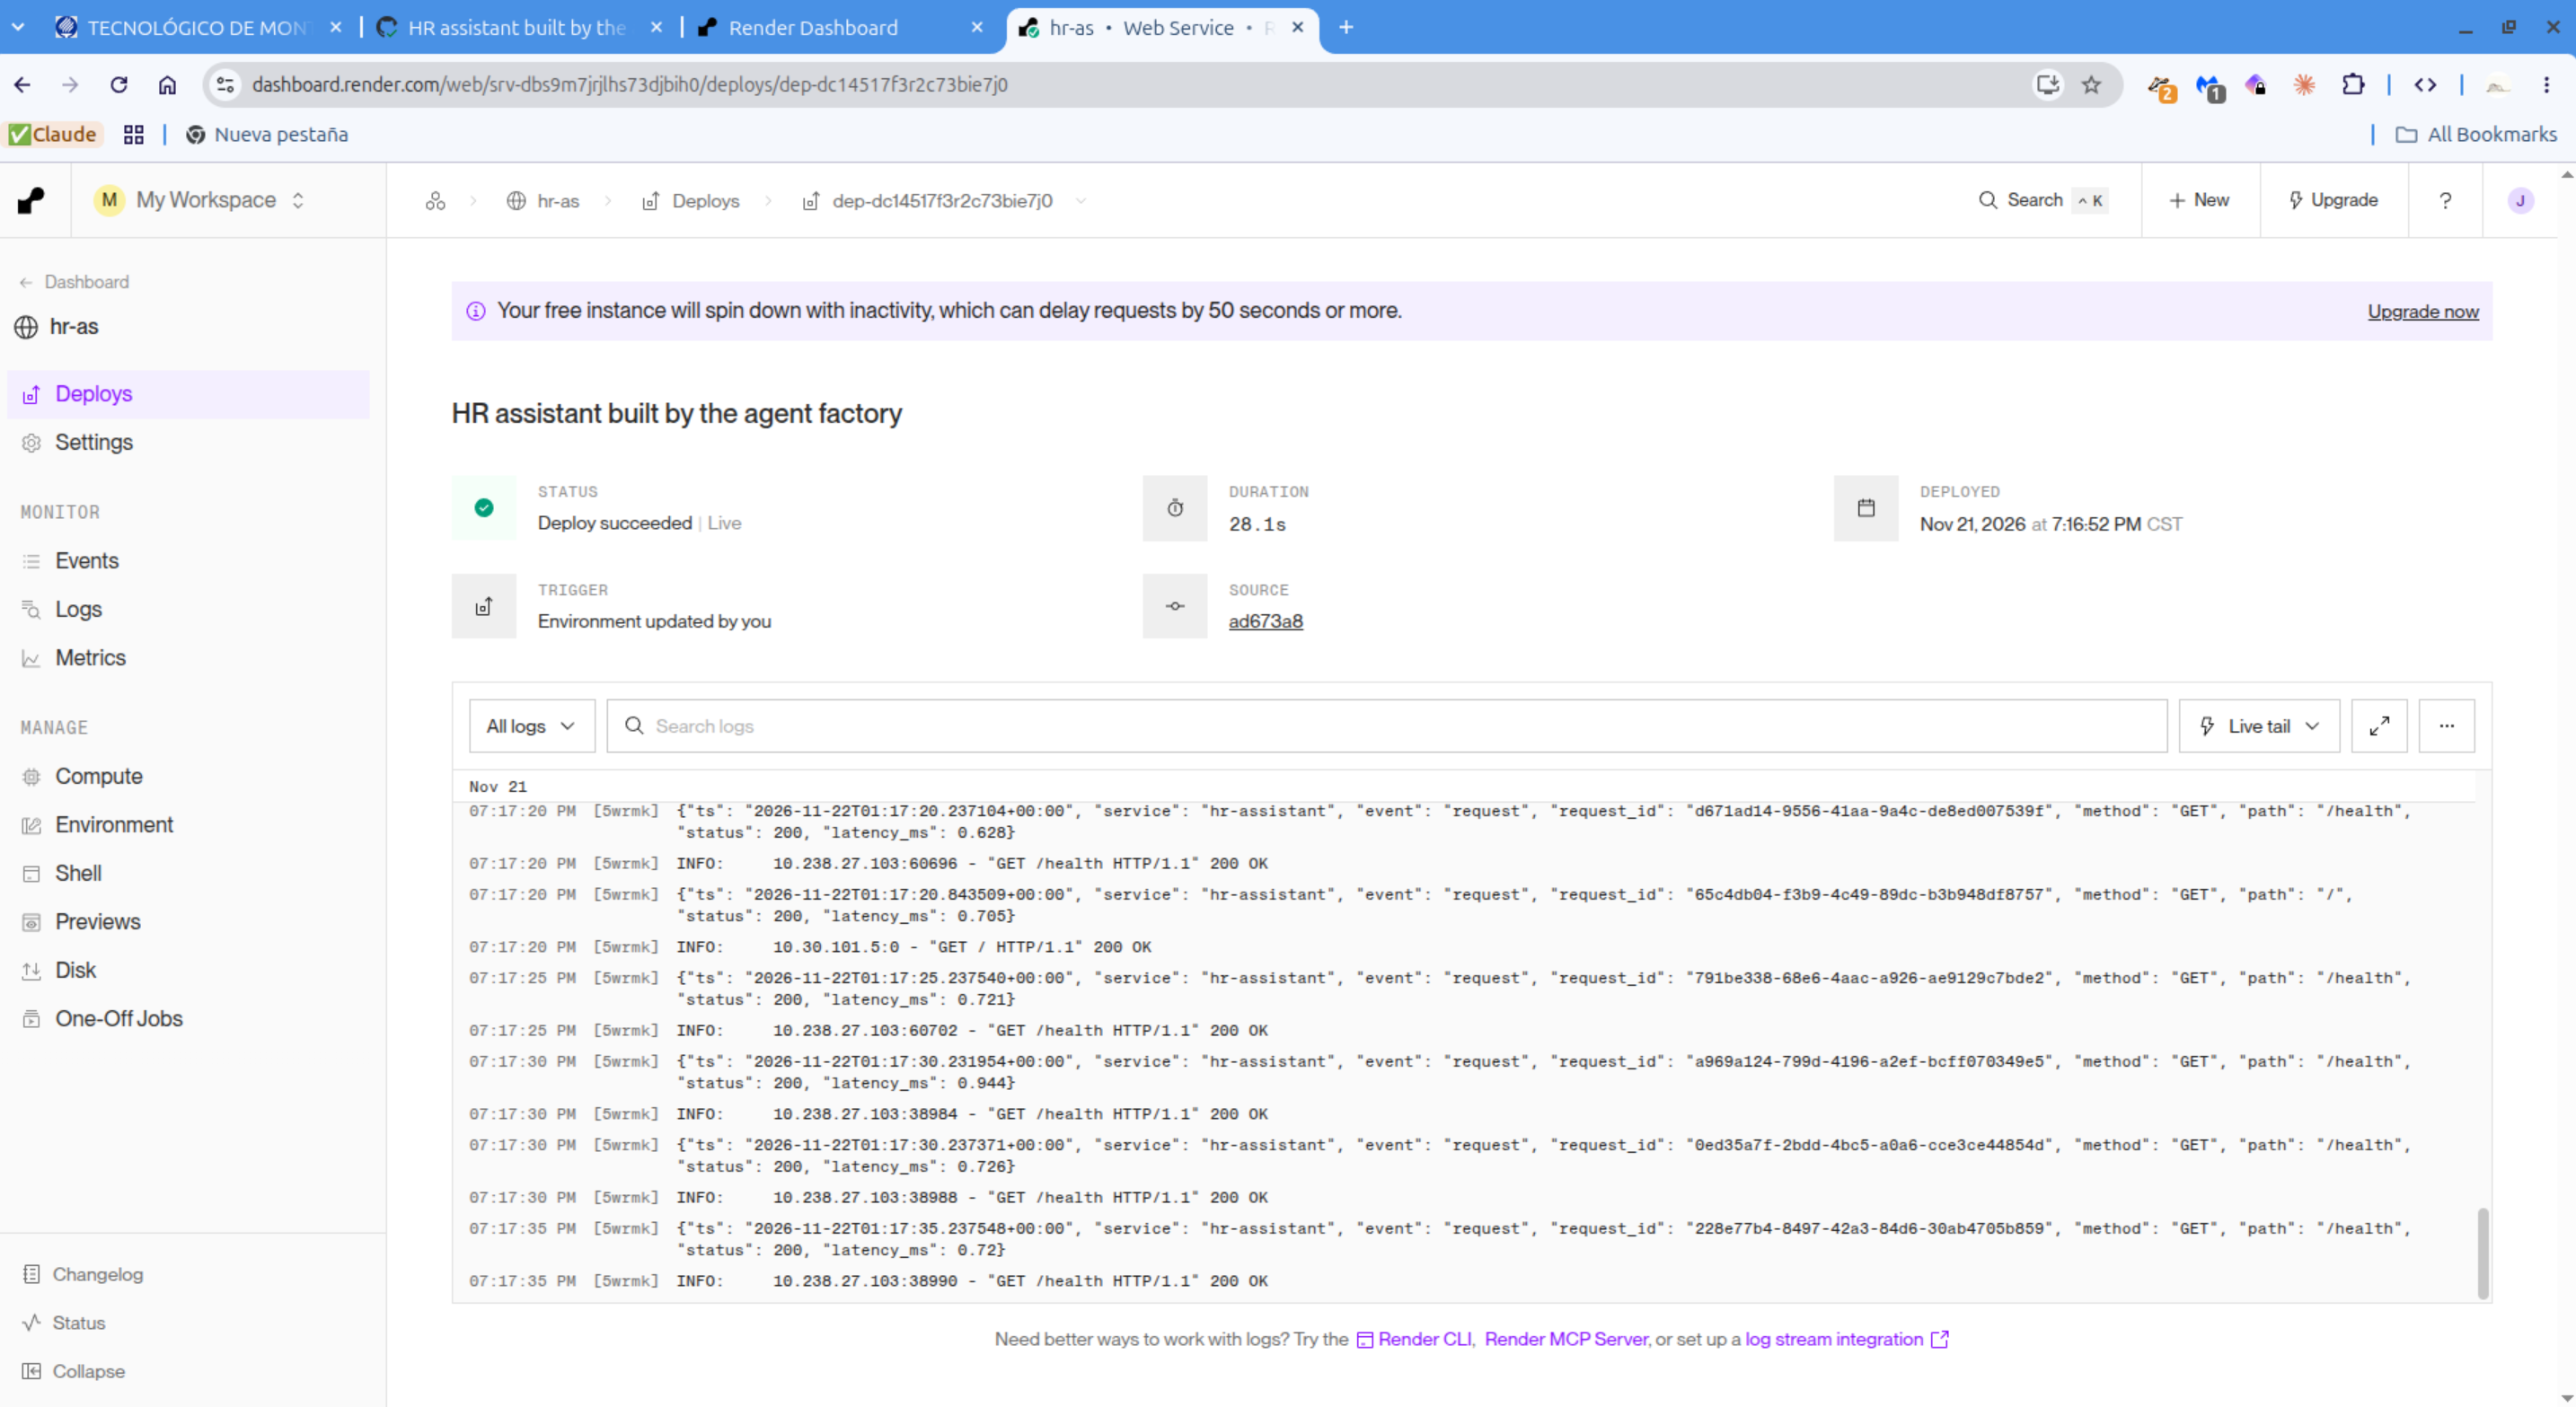 TECNOLÓGICO DE MON
HR assistant built by the
Render Dashboard
hr-as • Web Service •
dashboard.render.com/web/srv-dbs9m7jrjlhs73djbih0/deploys/dep-dc14517f3r2c73bie7j0
2
1
✅Claude
Nueva pestaña
All Bookmarks
M My Workspace
hr-as
Deploys
dep-dc14517f3r2c73bie7j0
Search ^ K
+ New
Upgrade
?
J
← Dashboard
hr-as
Deploys
Settings
MONITOR
Events
Logs
Metrics
MANAGE
Compute
Environment
Shell
Previews
Disk
One-Off Jobs
Changelog
Status
Collapse
Your free instance will spin down with inactivity, which can delay requests by 50 seconds or more.
Upgrade now
HR assistant built by the agent factory
STATUS
Deploy succeeded | Live
DURATION
28.1s
DEPLOYED
Nov 21, 2026 at 7:16:52 PM CST
TRIGGER
Environment updated by you
SOURCE
ad673a8
All logs
Search logs
Live tail
...
Nov 21
07:17:20 PM [5wrmk] {"ts": "2026-11-22T01:17:20.237104+00:00", "service": "hr-assistant", "event": "request", "request_id": "d671ad14-9556-41aa-9a4c-de8ed007539f", "method": "GET", "path": "/health",
"status": 200, "latency_ms": 0.628}
07:17:20 PM [5wrmk] INFO: 10.238.27.103:60696 - "GET /health HTTP/1.1" 200 OK
07:17:20 PM [5wrmk] {"ts": "2026-11-22T01:17:20.843509+00:00", "service": "hr-assistant", "event": "request", "request_id": "65c4db04-f3b9-4c49-89dc-b3b948df8757", "method": "GET", "path": "/",
"status": 200, "latency_ms": 0.705}
07:17:20 PM [5wrmk] INFO: 10.30.101.5:0 - "GET / HTTP/1.1" 200 OK
07:17:25 PM [5wrmk] {"ts": "2026-11-22T01:17:25.237540+00:00", "service": "hr-assistant", "event": "request", "request_id": "791be338-68e6-4aac-a926-ae9129c7bde2", "method": "GET", "path": "/health",
"status": 200, "latency_ms": 0.721}
07:17:25 PM [5wrmk] INFO: 10.238.27.103:60702 - "GET /health HTTP/1.1" 200 OK
07:17:30 PM [5wrmk] {"ts": "2026-11-22T01:17:30.231954+00:00", "service": "hr-assistant", "event": "request", "request_id": "a969a124-799d-4196-a2ef-bcff070349e5", "method": "GET", "path": "/health",
"status": 200, "latency_ms": 0.944}
07:17:30 PM [5wrmk] INFO: 10.238.27.103:38984 - "GET /health HTTP/1.1" 200 OK
07:17:30 PM [5wrmk] {"ts": "2026-11-22T01:17:30.237371+00:00", "service": "hr-assistant", "event": "request", "request_id": "0ed35a7f-2bdd-4bc5-a0a6-cce3ce44854d", "method": "GET", "path": "/health",
"status": 200, "latency_ms": 0.726}
07:17:30 PM [5wrmk] INFO: 10.238.27.103:38988 - "GET /health HTTP/1.1" 200 OK
07:17:35 PM [5wrmk] {"ts": "2026-11-22T01:17:35.237548+00:00", "service": "hr-assistant", "event": "request", "request_id": "228e77b4-8497-42a3-84d6-30ab4705b859", "method": "GET", "path": "/health",
"status": 200, "latency_ms": 0.72}
07:17:35 PM [5wrmk] INFO: 10.238.27.103:38990 - "GET /health HTTP/1.1" 200 OK
Need better ways to work with logs? Try the Render CLI, Render MCP Server, or set up a log stream integration